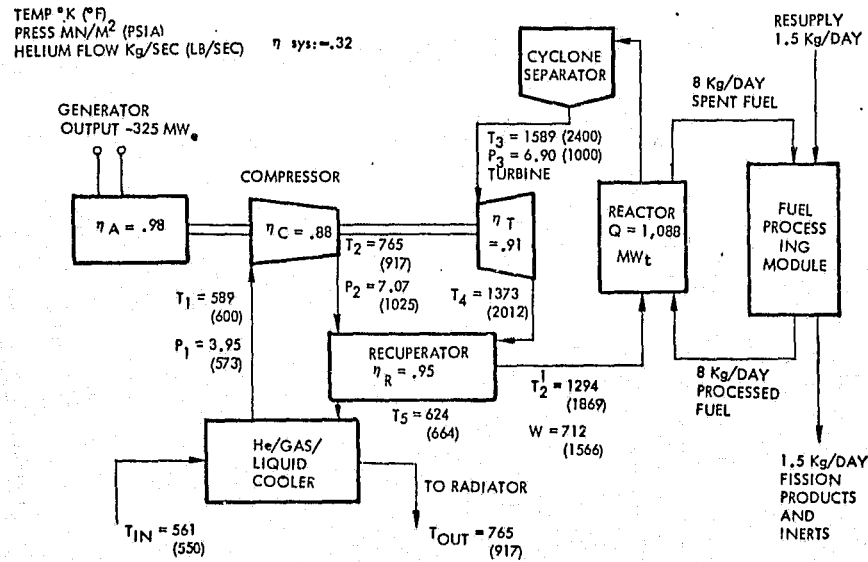 TEMP °K (°F)
PRESS MN/M² (PSIA)
HELIUM FLOW Kg/SEC (LB/SEC)
η sys:=.32
GENERATOR
OUTPUT ~325 MWe
ηA = .98
COMPRESSOR
ηC = .88
T2 = 765
(917)
P2 = 7.07
(1025)
T1 = 589
(600)
P1 = 3.95
(573)
CYCLONE
SEPARATOR
T3 = 1589 (2400)
P3 = 6.90 (1000)
TURBINE
ηT
= .91
T4 = 1373
(2012)
RECUPERATOR
ηR = .95
T5 = 624
(664)
T2' = 1294
(1869)
W = 712
(1566)
He/GAS/
LIQUID
COOLER
TIN = 561
(550)
TO RADIATOR
TOUT = 765
(917)
REACTOR
Q = 1,088
MWt
8 Kg/DAY
SPENT FUEL
RESUPPLY
1.5 Kg/DAY
FUEL
PROCESS
ING
MODULE
8 Kg/DAY
PROCESSED
FUEL
1.5 Kg/DAY
FISSION
PRODUCTS
AND
INERTS